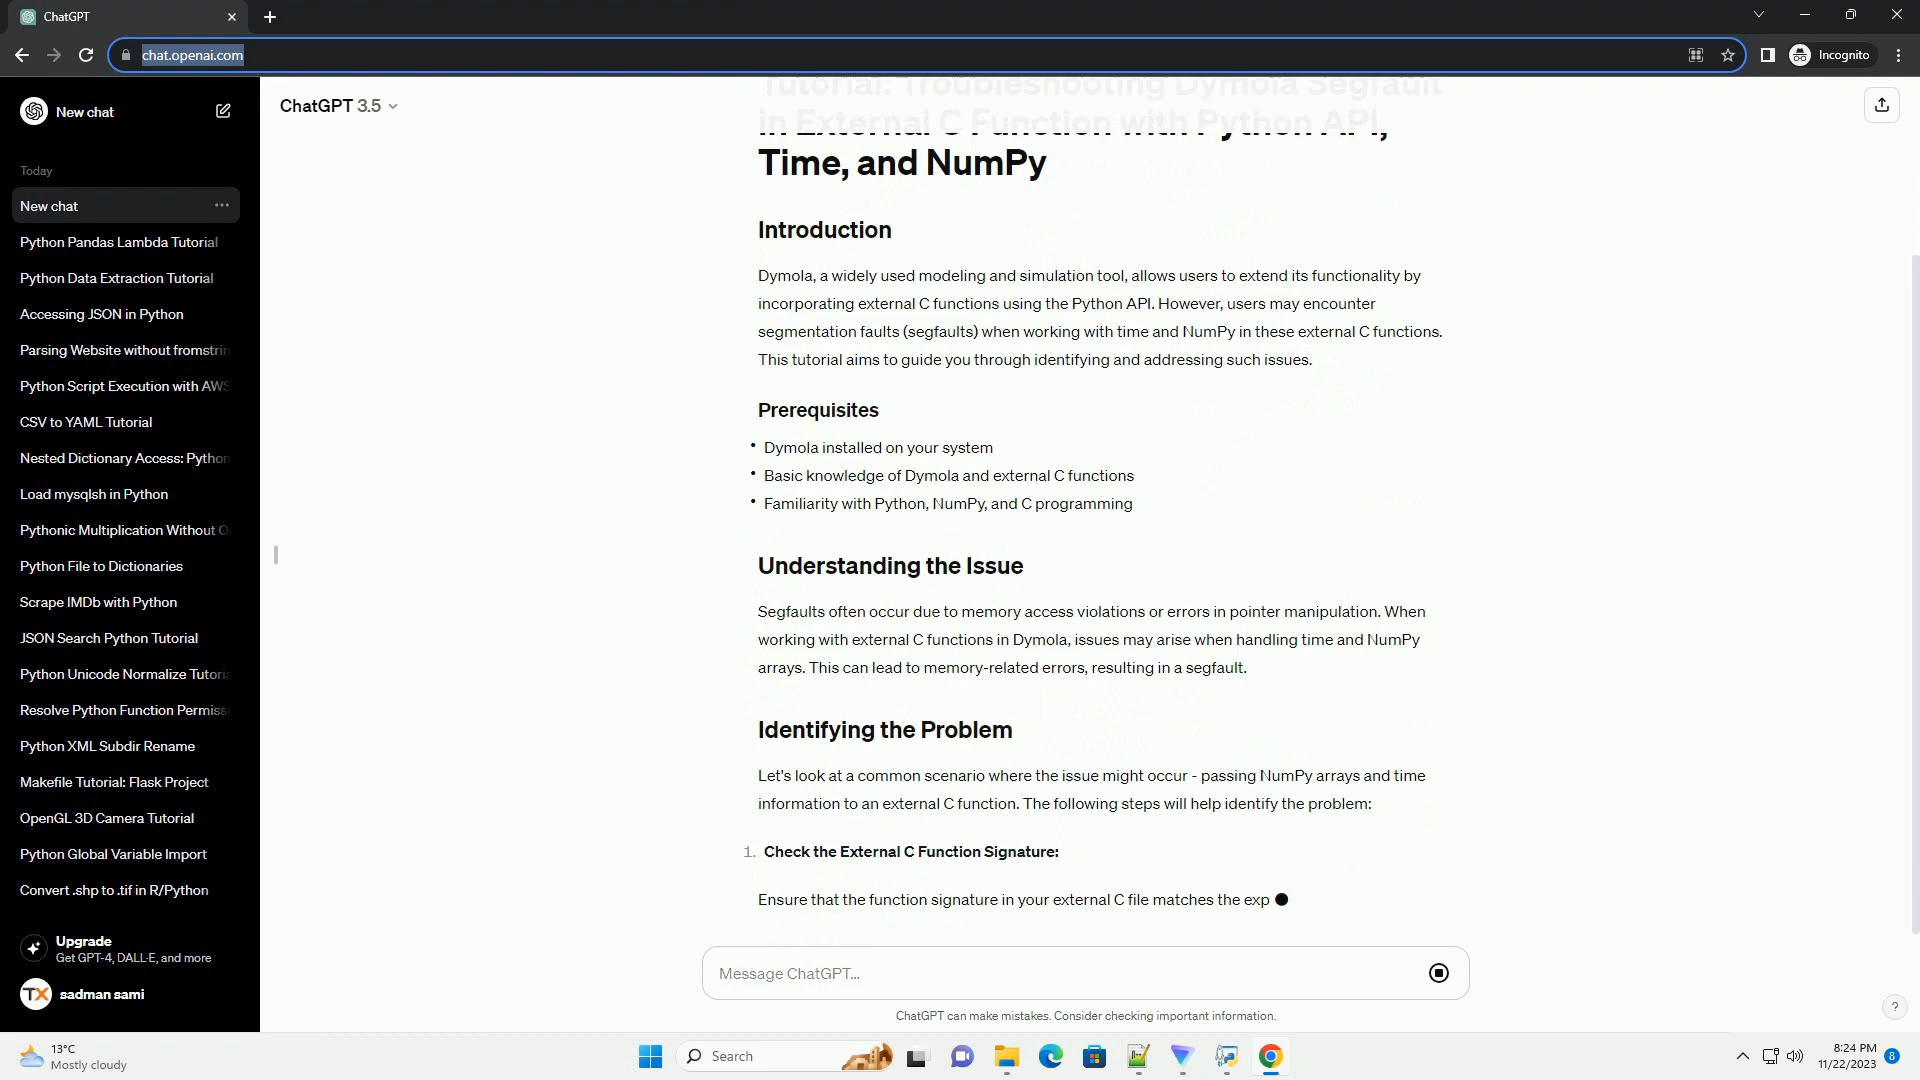 ChatGPT
chat.openai.com
Incognito
New chat
Today
New chat
Python Pandas Lambda Tutorial
Python Data Extraction Tutorial
Accessing JSON in Python
Parsing Website without fromstrin
Python Script Execution with AWS
CSV to YAML Tutorial
Nested Dictionary Access: Python
Load mysqlsh in Python
Pythonic Multiplication Without O
Python File to Dictionaries
Scrape IMDb with Python
JSON Search Python Tutorial
Python Unicode Normalize Tutoria
Resolve Python Function Permiss
Python XML Subdir Rename
Makefile Tutorial: Flask Project
OpenGL 3D Camera Tutorial
Python Global Variable Import
Convert .shp to .tif in R/Python
Upgrade
Get GPT-4, DALL·E, and more
TX
sadman sami
ChatGPT 3.5
Tutorial: Troubleshooting Dymola Segfault
in External C Function with Python API,
Time, and NumPy
Introduction
Dymola, a widely used modeling and simulation tool, allows users to extend its functionality by
incorporating external C functions using the Python API. However, users may encounter
segmentation faults (segfaults) when working with time and NumPy in these external C functions.
This tutorial aims to guide you through identifying and addressing such issues.
Prerequisites
• Dymola installed on your system
• Basic knowledge of Dymola and external C functions
• Familiarity with Python, NumPy, and C programming
Understanding the Issue
Segfaults often occur due to memory access violations or errors in pointer manipulation. When
working with external C functions in Dymola, issues may arise when handling time and NumPy
arrays. This can lead to memory-related errors, resulting in a segfault.
Identifying the Problem
Let's look at a common scenario where the issue might occur - passing NumPy arrays and time
information to an external C function. The following steps will help identify the problem:
1. Check the External C Function Signature:
Ensure that the function signature in your external C file matches the exp
Message ChatGPT...
ChatGPT can make mistakes. Consider checking important information.
?
13°C
Mostly cloudy
Search
8:24 PM
11/22/2023
8